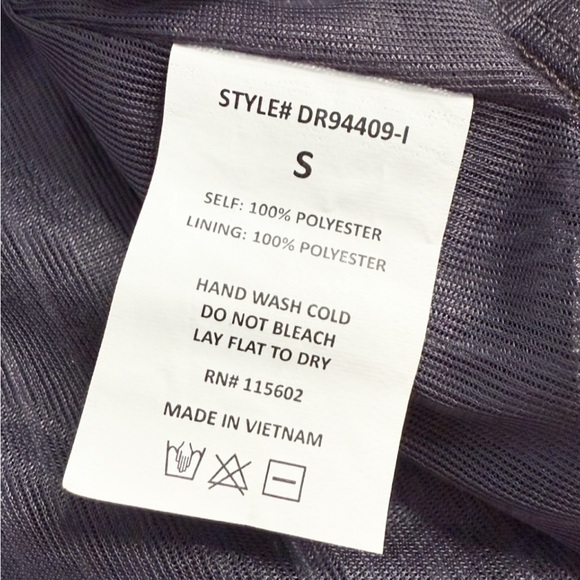 STYLE# DR94409-I
S
SELF: 100% POLYESTER
LINING: 100% POLYESTER
HAND WASH COLD
DO NOT BLEACH
LAY FLAT TO DRY
RN# 115602
MADE IN VIETNAM